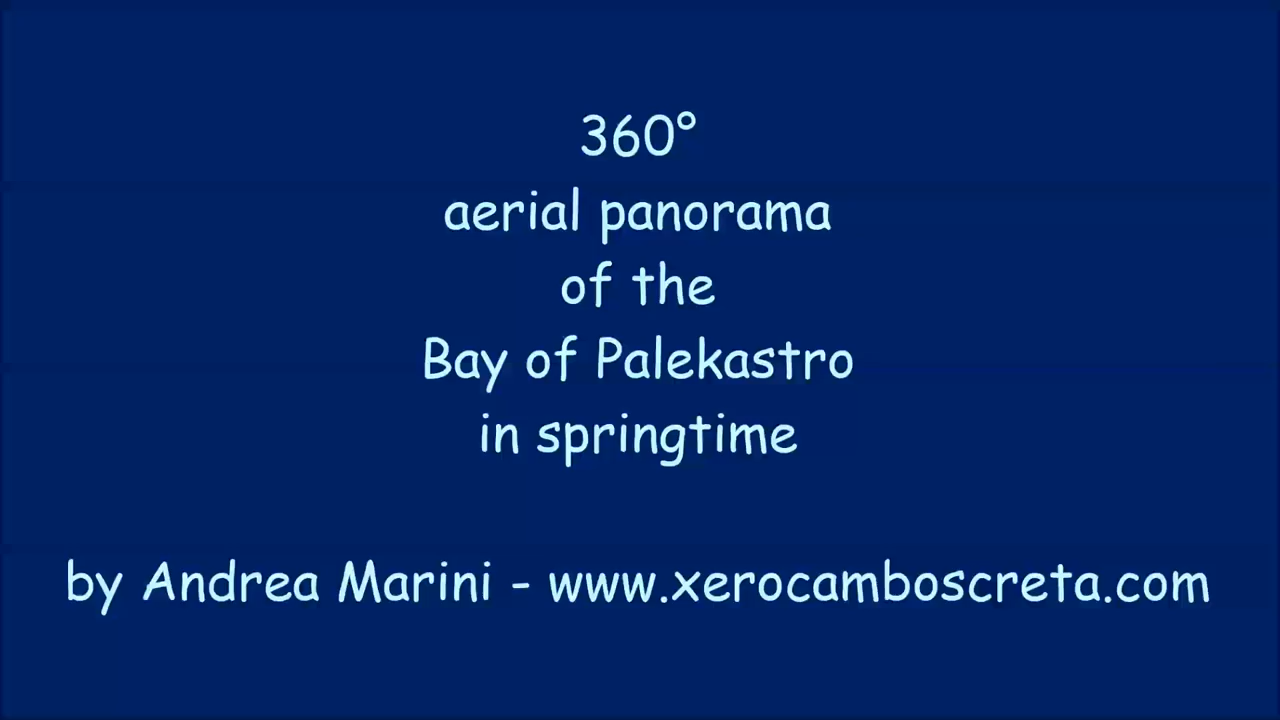 360°
aerial panorama
of the
Bay of Palekastro
in springtime
by Andrea Marini - www.xerocamboscreta.com